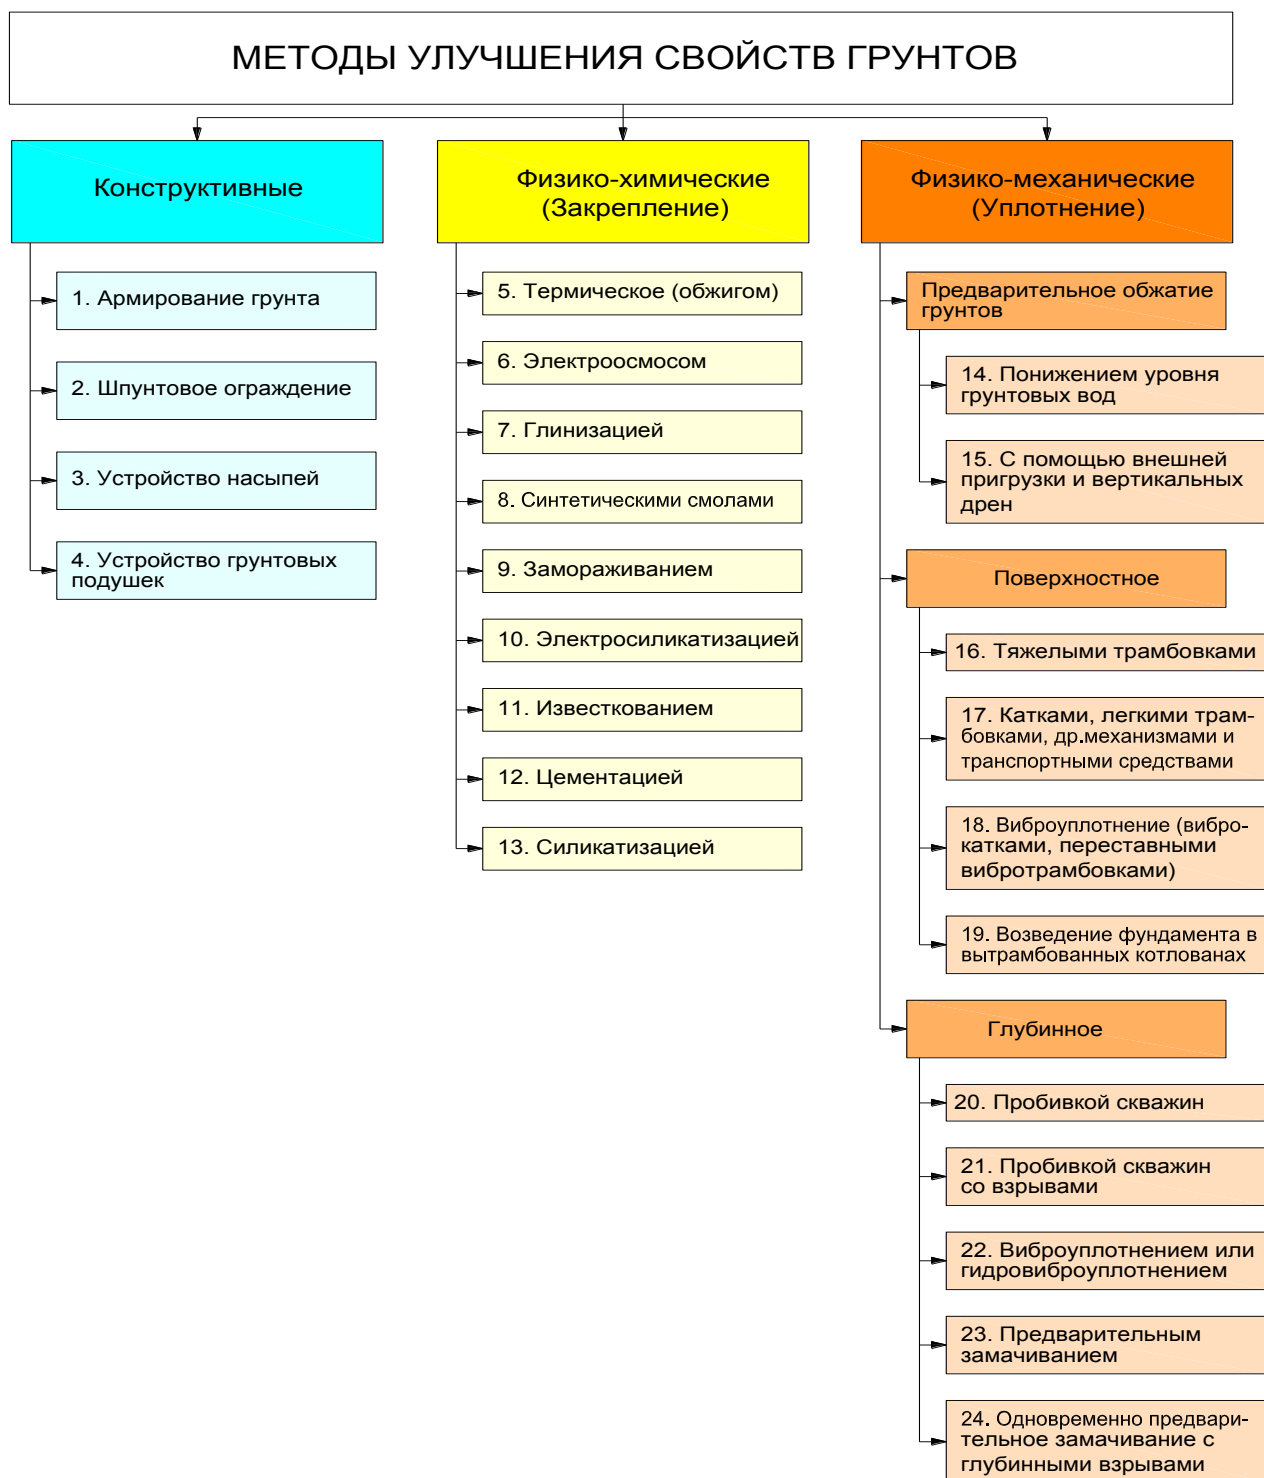 МЕТОДЫ УЛУЧШЕНИЯ СВОЙСТВ ГРУНТОВ
Конструктивные
1. Армирование грунта
2. Шпунтовое ограждение
3. Устройство насыпей
4. Устройство грунтовых
подушек
Физико-химические
(Закрепление)
5. Термическое (обжигом)
6. Электроосмосом
7. Глинизацией
8. Синтетическими смолами
9. Замораживанием
10. Электросиликатизацией
11. Известкованием
12. Цементацией
13. Силикатизацией
Физико-механические
(Уплотнение)
Предварительное обжатие
грунтов
14. Понижением уровня
грунтовых вод
15. С помощью внешней
пригрузки и вертикальных
дрен
Поверхностное
16. Тяжелыми трамбовками
17. Катками, легкими трам-
бовками, др.механизмами и
транспортными средствами
18. Виброуплотнение (вибро-
катками, переставными
вибротрамбовками)
19. Возведение фундамента в
вытрамбованных котлованах
Глубинное
20. Пробивкой скважин
21. Пробивкой скважин
со взрывами
22. Виброуплотнением или
гидровиброуплотнением
23. Предварительным
замачиванием
24. Одновременно предвари-
тельное замачивание с
глубинными взрывами